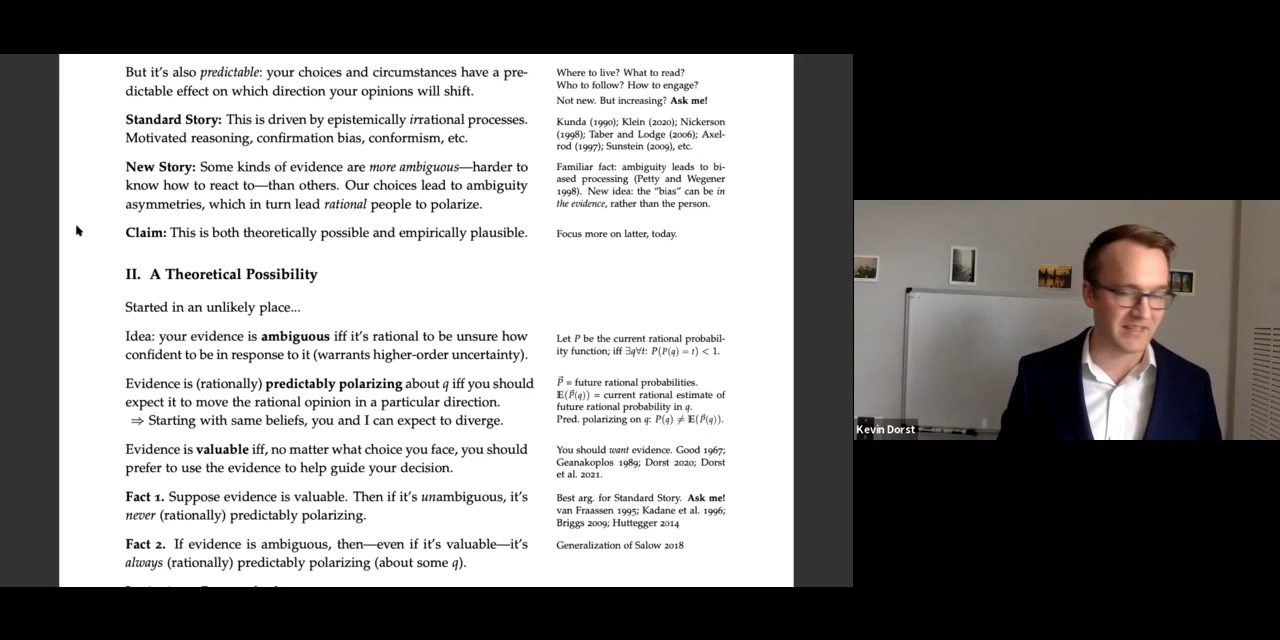 But it's also predictable: your choices and circumstances have a pre-
dictable effect on which direction your opinions will shift.
Where to live? What to read?
Who to follow? How to engage?
Not new. But increasing? Ask me!
Standard Story: This is driven by epistemically irrational processes.
Motivated reasoning, confirmation bias, conformism, etc.
Kunda (1990); Klein (2020); Nickerson
(1998); Taber and Lodge (2006); Axel-
rod (1997); Sunstein (2009), etc.
New Story: Some kinds of evidence are more ambiguous—harder to
know how to react to—than others. Our choices lead to ambiguity
asymmetries, which in turn lead rational people to polarize.
Familiar fact: ambiguity leads to bi-
ased processing (Petty and Wegener
1998). New idea: the "bias" can be in
the evidence, rather than the person.
Claim: This is both theoretically possible and empirically plausible.
Focus more on latter, today.
II. A Theoretical Possibility
Started in an unlikely place...
Idea: your evidence is ambiguous iff it's rational to be unsure how
confident to be in response to it (warrants higher-order uncertainty).
Let P be the current rational probabil-
ity function; iff ∃q∀t: P(P(q) = t) < 1.
Evidence is (rationally) predictably polarizing about q iff you should
expect it to move the rational opinion in a particular direction.
⇒ Starting with same beliefs, you and I can expect to diverge.
P⃗ = future rational probabilities.
𝔼(P⃗(q)) = current rational estimate of
future rational probability in q.
Pred. polarizing on q: P(q) ≠ 𝔼(P⃗(q)).
Evidence is valuable iff, no matter what choice you face, you should
prefer to use the evidence to help guide your decision.
You should want evidence. Good 1967;
Geanakoplos 1989; Dorst 2020; Dorst
et al. 2021.
Fact 1. Suppose evidence is valuable. Then if it's unambiguous, it's
never (rationally) predictably polarizing.
Best arg. for Standard Story. Ask me!
van Fraassen 1995; Kadane et al. 1996;
Briggs 2009; Huttegger 2014
Fact 2. If evidence is ambiguous, then—even if it's valuable—it's
always (rationally) predictably polarizing (about some q).
Generalization of Salow 2018
Kevin Dorst